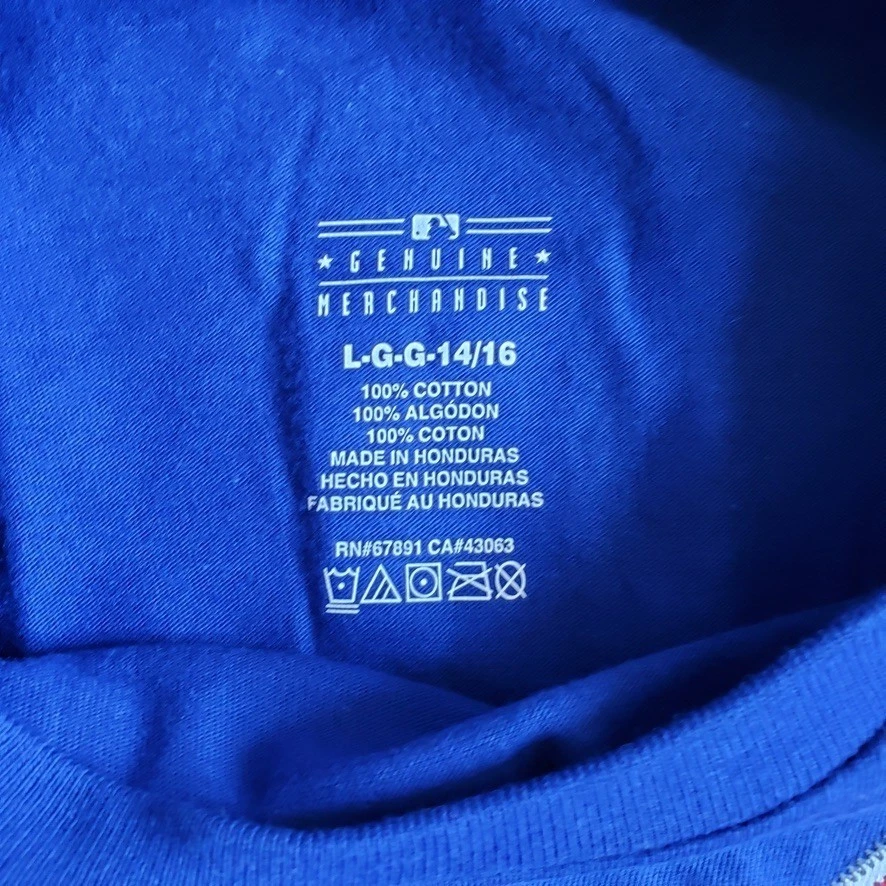 GENUINE
MERCHANDISE
L-G-G-14/16
100% COTTON
100% ALGÓDON
100% COTON
MADE IN HONDURAS
HECHO EN HONDURAS
FABRIQUÉ AU HONDURAS
RN#67891 CA#43063